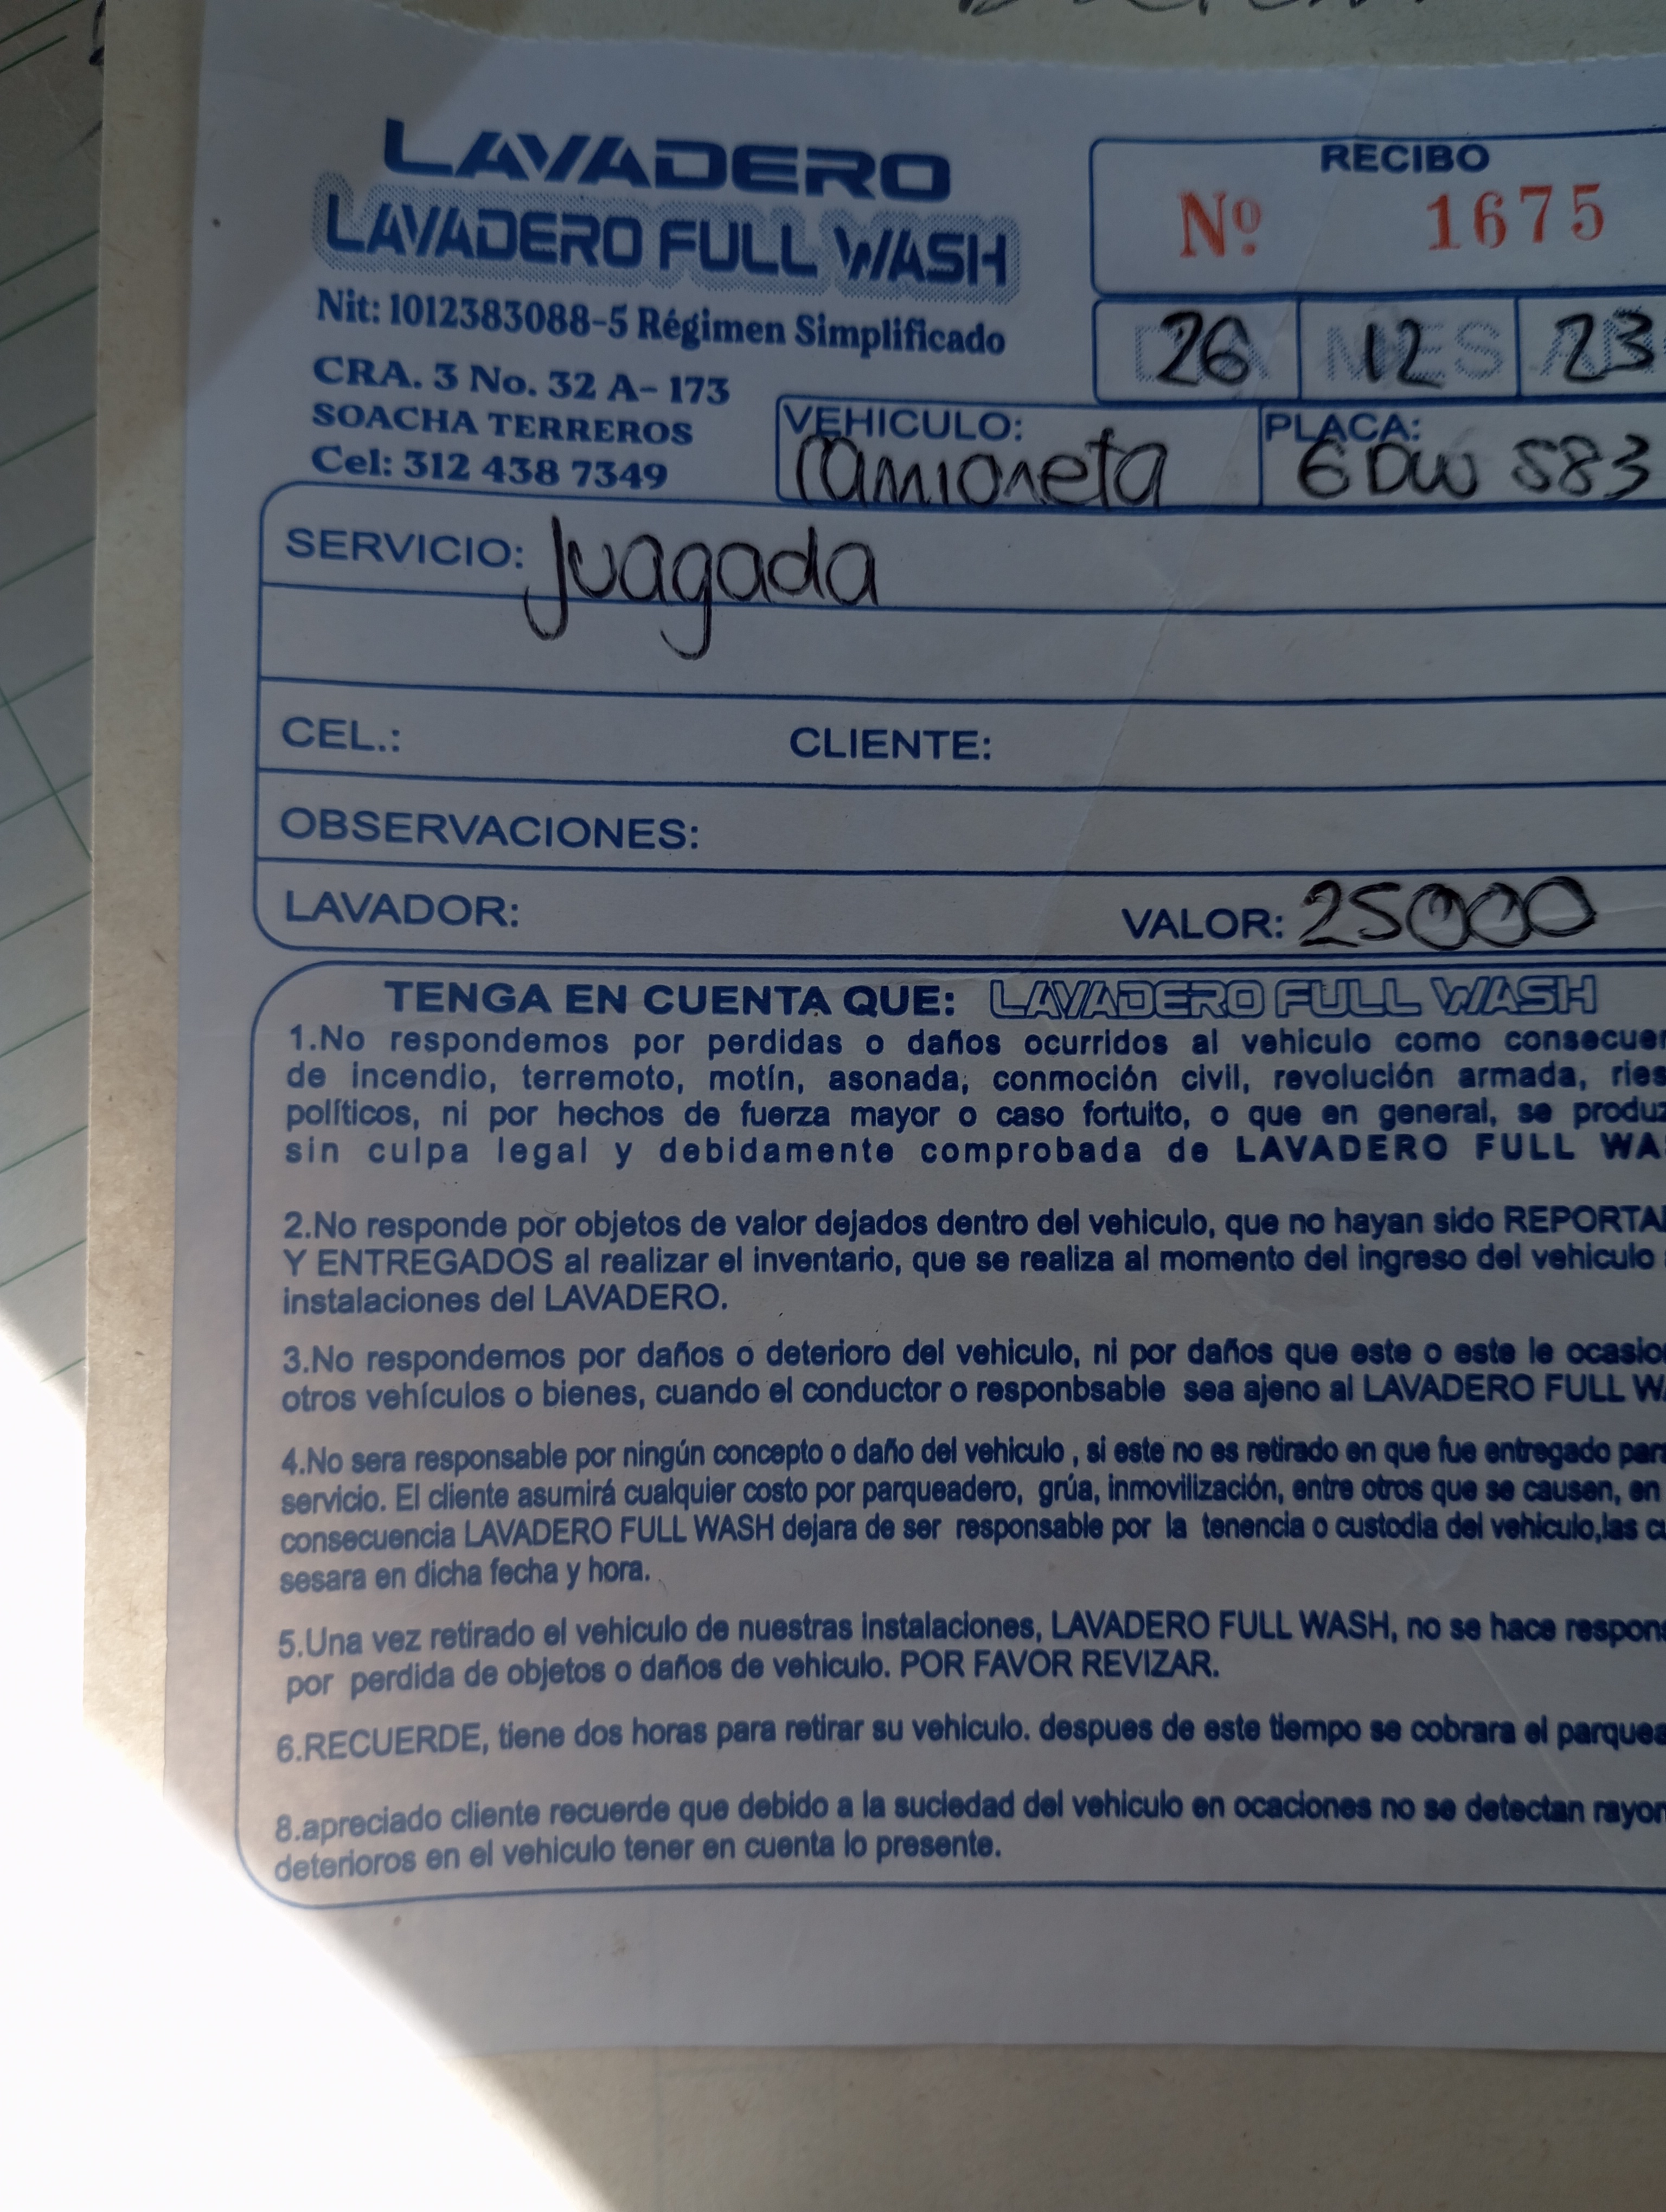 LAVADERO
LAVADERO FULL WASH
Nit: 1012383088-5 Régimen Simplificado
CRA. 3 No. 32 A- 173
SOACHA TERREROS
Cel: 312 438 7349
RECIBO
Nº 1675
26 12 23
VEHICULO: camioneta
PLACA: 6DW 583
SERVICIO: Juagada
CEL.: CLIENTE:
OBSERVACIONES:
LAVADOR: VALOR: 25000
TENGA EN CUENTA QUE: LAVADERO FULL WASH
1.No respondemos por perdidas o daños ocurridos al vehiculo como consecuen
de incendio, terremoto, motín, asonada, conmoción civil, revolución armada, ries
políticos, ni por hechos de fuerza mayor o caso fortuito, o que en general, se produz
sin culpa legal y debidamente comprobada de LAVADERO FULL WAS
2.No responde por objetos de valor dejados dentro del vehiculo, que no hayan sido REPORTA
Y ENTREGADOS al realizar el inventario, que se realiza al momento del ingreso del vehiculo
instalaciones del LAVADERO.
3.No respondemos por daños o deterioro del vehiculo, ni por daños que este o este le ocasio
otros vehículos o bienes, cuando el conductor o responbsable sea ajeno al LAVADERO FULL WA
4.No sera responsable por ningún concepto o daño del vehiculo , si este no es retirado en que fue entregado para
servicio. El cliente asumirá cualquier costo por parqueadero, grúa, inmovilización, entre otros que se causen, en
consecuencia LAVADERO FULL WASH dejara de ser responsable por la tenencia o custodia del vehiculo,las cu
sesara en dicha fecha y hora.
5.Una vez retirado el vehiculo de nuestras instalaciones, LAVADERO FULL WASH, no se hace respons
por perdida de objetos o daños de vehiculo. POR FAVOR REVIZAR.
6.RECUERDE, tiene dos horas para retirar su vehiculo. despues de este tiempo se cobrara el parquea
8.apreciado cliente recuerde que debido a la suciedad del vehiculo en ocaciones no se detectan rayon
deterioros en el vehiculo tener en cuenta lo presente.